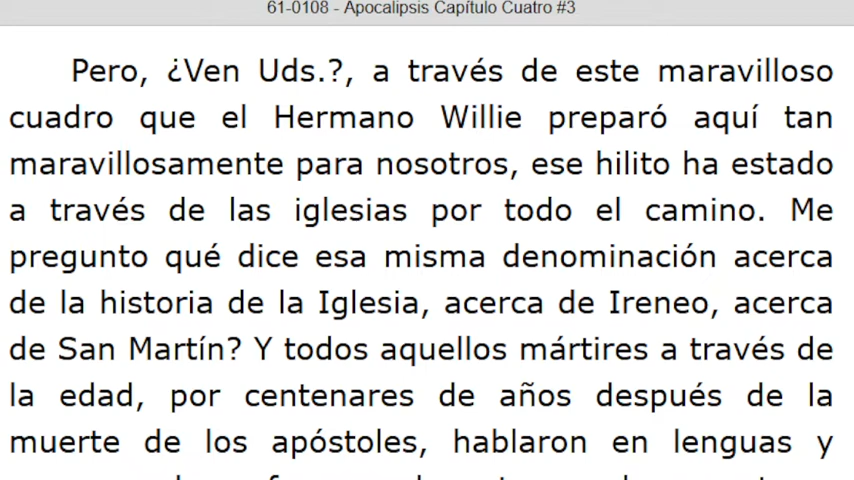 61-0108 - Apocalipsis Capítulo Cuatro #3
Pero, ¿Ven Uds.?, a través de este maravilloso
cuadro que el Hermano Willie preparó aquí tan
maravillosamente para nosotros, ese hilito ha estado
a través de las iglesias por todo el camino. Me
pregunto qué dice esa misma denominación acerca
de la historia de la Iglesia, acerca de Ireneo, acerca
de San Martín? Y todos aquellos mártires a través de
la edad, por centenares de años después de la
muerte de los apóstoles, hablaron en lenguas y